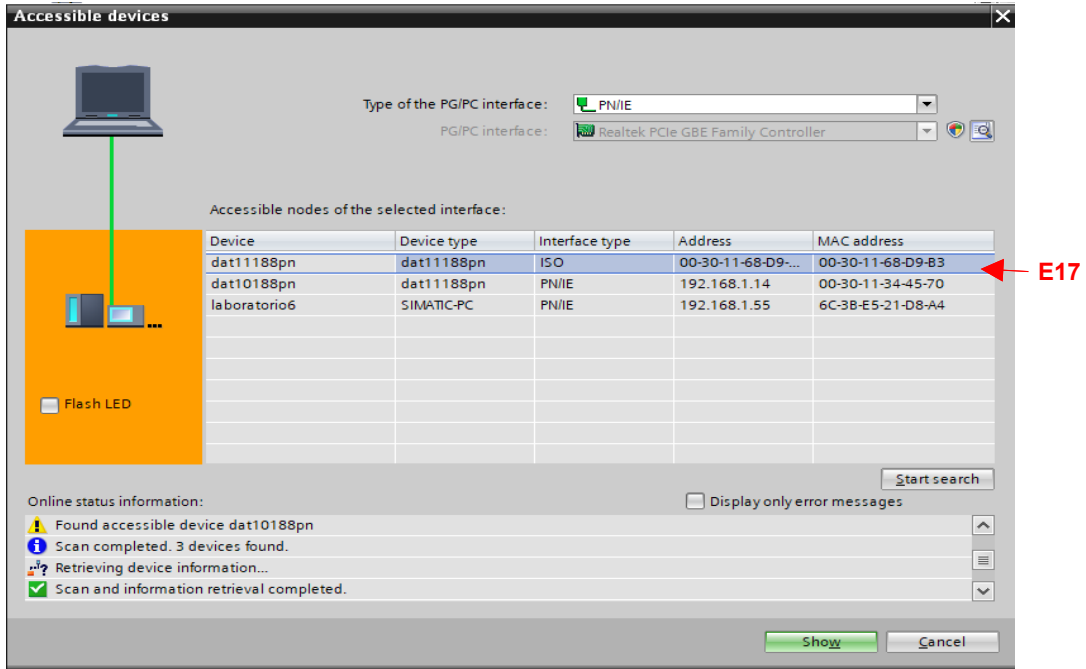 Accessible devices
Type of the PG/PC interface: PN/IE
PG/PC interface: Realtek PCIe GBE Family Controller
Accessible nodes of the selected interface:
Device Device type Interface type Address MAC address
dat11188pn dat11188pn ISO 00-30-11-68-D9-... 00-30-11-68-D9-B3
E17
dat10188pn dat11188pn PN/IE 192.168.1.14 00-30-11-34-45-70
laboratorio6 SIMATIC-PC PN/IE 192.168.1.55 6C-3B-E5-21-D8-A4
...
Flash LED
Start search
Online status information: Display only error messages
Found accessible device dat10188pn
Scan completed. 3 devices found.
? Retrieving device information...
Scan and information retrieval completed.
Show Cancel